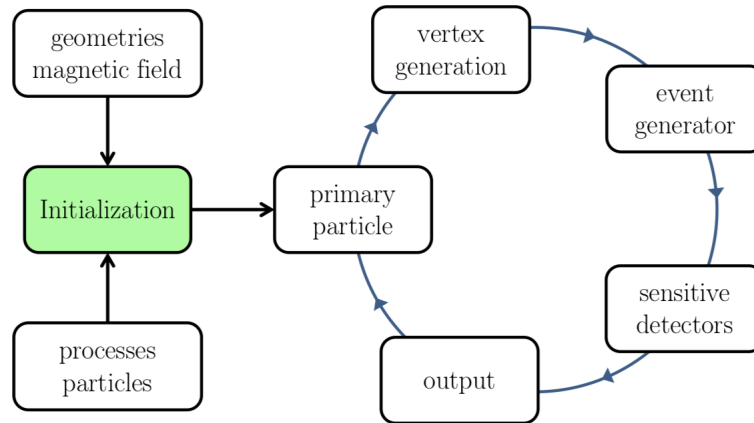 geometries
magnetic field
Initialization
processes
particles
primary
particle
vertex
generation
event
generator
sensitive
detectors
output